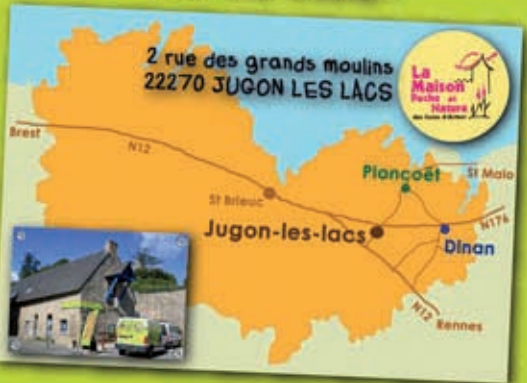 2 rue des grands moulins
22270 JUGON LES LACS
La
Maison
Pêche et
Nature
Brest
N12
St Brieuc
Plancoët
St Malo
N176
Jugon-les-lacs
Dinan
N12
Rennes